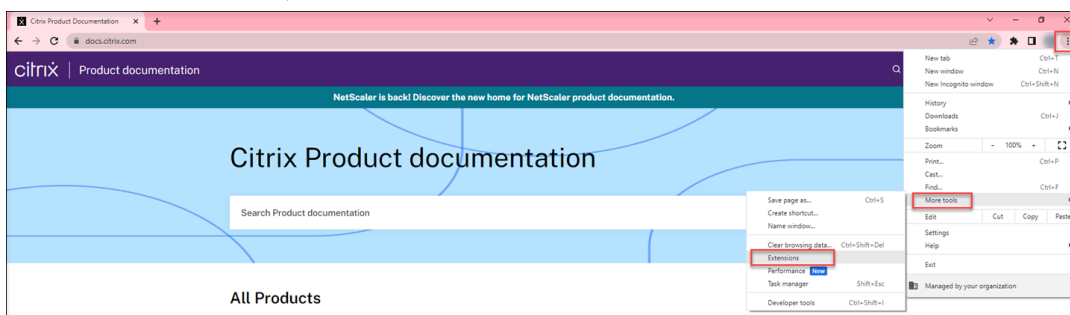 Citrix Product Documentation
docs.citrix.com
citrix | Product documentation
NetScaler is back! Discover the new home for NetScaler product documentation.
Citrix Product documentation
Search Product documentation
All Products
New tab Ctrl+T
New window Ctrl+N
New Incognito window Ctrl+Shift+N
History
Downloads Ctrl+J
Bookmarks
Zoom - 100% +
Print... Ctrl+P
Cast...
Find... Ctrl+F
More tools
Edit Cut Copy Paste
Settings
Help
Exit
Managed by your organization
Save page as... Ctrl+S
Create shortcut...
Name window...
Clear browsing data... Ctrl+Shift+Del
Extensions
Performance New
Task manager Shift+Esc
Developer tools Ctrl+Shift+I